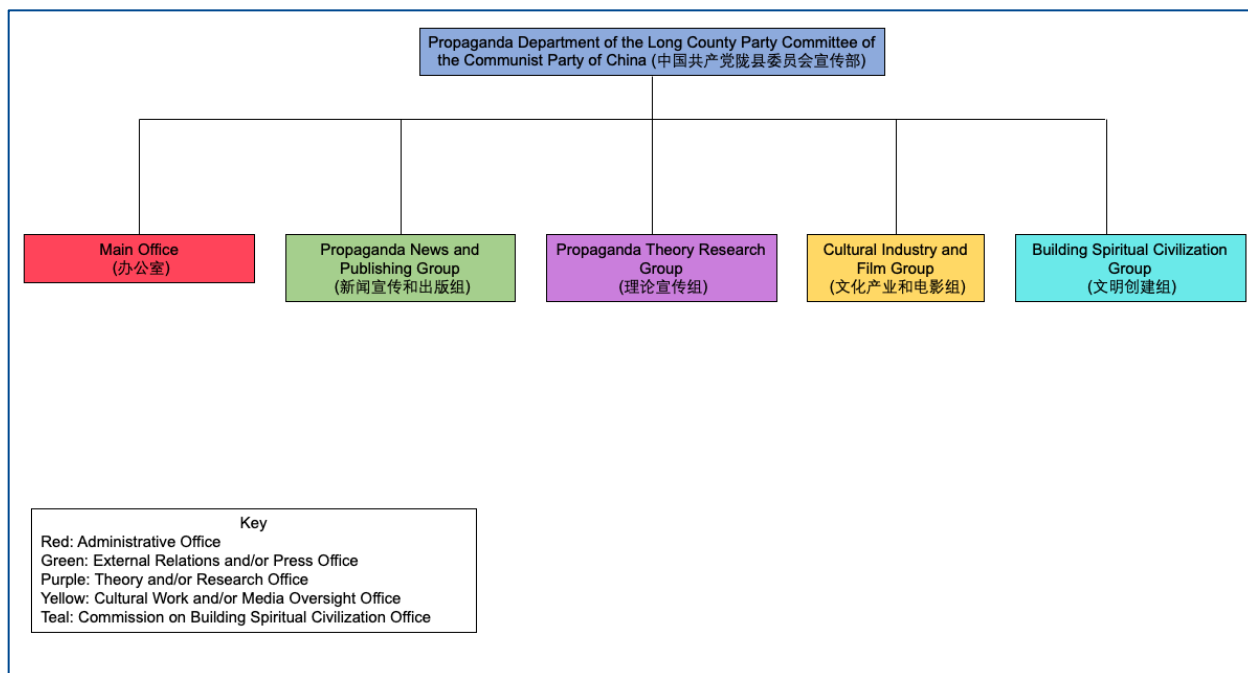 Propaganda Department of the Long County Party Committee of
the Communist Party of China (中国共产党陇县委员会宣传部)
Main Office
(办公室)
Propaganda News and
Publishing Group
(新闻宣传和出版组)
Propaganda Theory Research
Group
(理论宣传组)
Cultural Industry and
Film Group
(文化产业和电影组)
Building Spiritual Civilization
Group
(文明创建组)
Key
Red: Administrative Office
Green: External Relations and/or Press Office
Purple: Theory and/or Research Office
Yellow: Cultural Work and/or Media Oversight Office
Teal: Commission on Building Spiritual Civilization Office